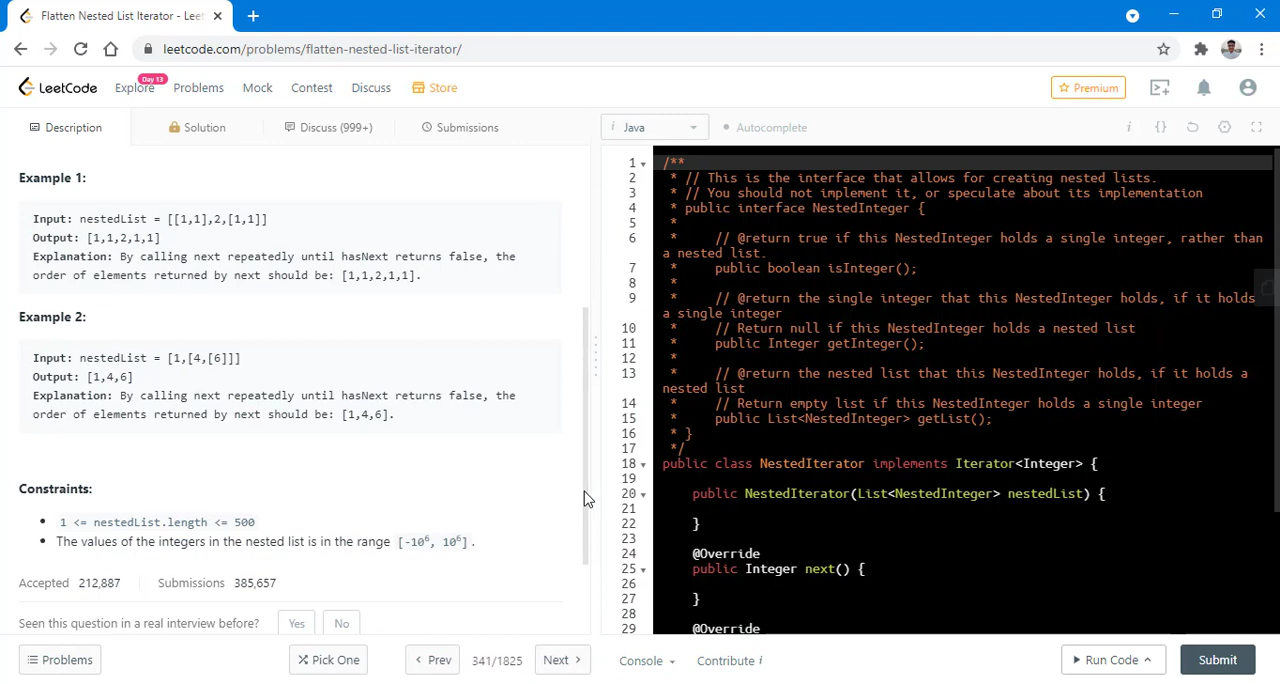 Flatten Nested List Iterator - Leet
leetcode.com/problems/flatten-nested-list-iterator/
LeetCode
Explore
Day 13
Problems
Mock
Contest
Discuss
Store
Premium
Description
Solution
Discuss (999+)
Submissions
i Java
Autocomplete
i
{}
Example 1:
Input: nestedList = [[1,1],2,[1,1]]
Output: [1,1,2,1,1]
Explanation: By calling next repeatedly until hasNext returns false, the
order of elements returned by next should be: [1,1,2,1,1].
Example 2:
Input: nestedList = [1,[4,[6]]]
Output: [1,4,6]
Explanation: By calling next repeatedly until hasNext returns false, the
order of elements returned by next should be: [1,4,6].
Constraints:
1 <= nestedList.length <= 500
The values of the integers in the nested list is in the range [-10⁶, 10⁶].
Accepted 212,887 Submissions 385,657
Seen this question in a real interview before? Yes No
1 /**
2 * // This is the interface that allows for creating nested lists.
3 * // You should not implement it, or speculate about its implementation
4 * public interface NestedInteger {
5 *
6 * // @return true if this NestedInteger holds a single integer, rather than
a nested list.
7 * public boolean isInteger();
8 *
9 * // @return the single integer that this NestedInteger holds, if it holds
a single integer
10 * // Return null if this NestedInteger holds a nested list
11 * public Integer getInteger();
12 *
13 * // @return the nested list that this NestedInteger holds, if it holds a
nested list
14 * // Return empty list if this NestedInteger holds a single integer
15 * public List<NestedInteger> getList();
16 * }
17 */
18 public class NestedIterator implements Iterator<Integer> {
19
20 public NestedIterator(List<NestedInteger> nestedList) {
21
22 }
23
24 @Override
25 public Integer next() {
26
27 }
28
29 @Override
Problems
Pick One
Prev
341/1825
Next
Console
Contribute i
Run Code
Submit